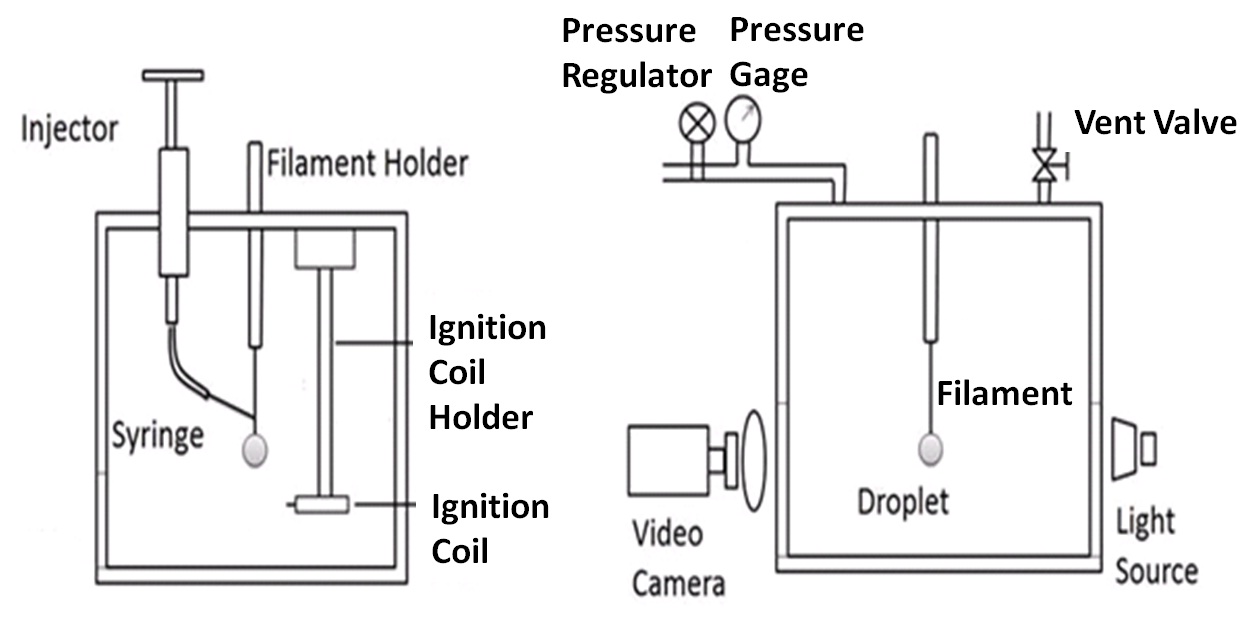 Pressure Regulator
Pressure Gage
Injector
Filament Holder
Vent Valve
Ignition
Coil
Holder
Filament
Syringe
Ignition
Coil
Droplet
Video
Camera
Light
Source